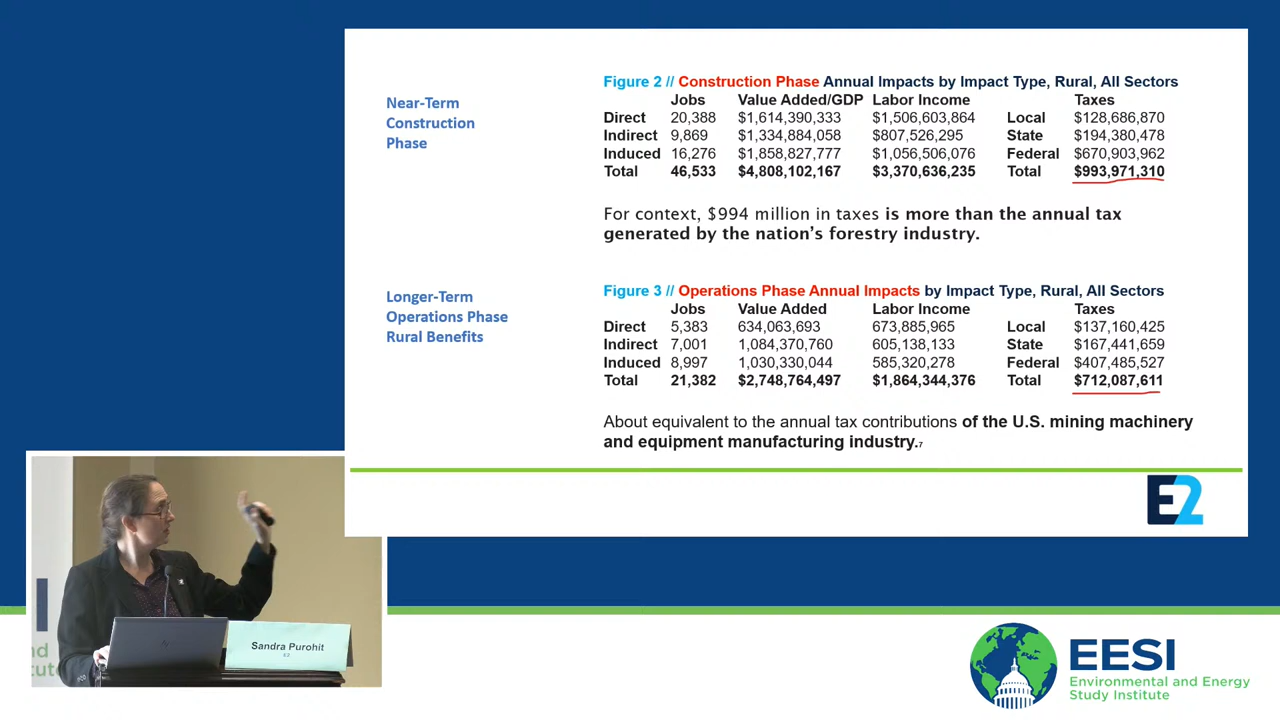 Near-Term
Construction
Phase
Figure 2 // Construction Phase Annual Impacts by Impact Type, Rural, All Sectors
Jobs Value Added/GDP Labor Income Taxes
Direct 20,388 $1,614,390,333 $1,506,603,864 Local $128,686,870
Indirect 9,869 $1,334,884,058 $807,526,295 State $194,380,478
Induced 16,276 $1,858,827,777 $1,056,506,076 Federal $670,903,962
Total 46,533 $4,808,102,167 $3,370,636,235 Total $993,971,310
For context, $994 million in taxes is more than the annual tax
generated by the nation's forestry industry.
Longer-Term
Operations Phase
Rural Benefits
Figure 3 // Operations Phase Annual Impacts by Impact Type, Rural, All Sectors
Jobs Value Added Labor Income Taxes
Direct 5,383 634,063,693 673,885,965 Local $137,160,425
Indirect 7,001 1,084,370,760 605,138,133 State $167,441,659
Induced 8,997 1,030,330,044 585,320,278 Federal $407,485,527
Total 21,382 $2,748,764,497 $1,864,344,376 Total $712,087,611
About equivalent to the annual tax contributions of the U.S. mining machinery
and equipment manufacturing industry.7
E2
Sandra Purohit
E2
I
nd
tute
EESI
Environmental and Energy
Study Institute